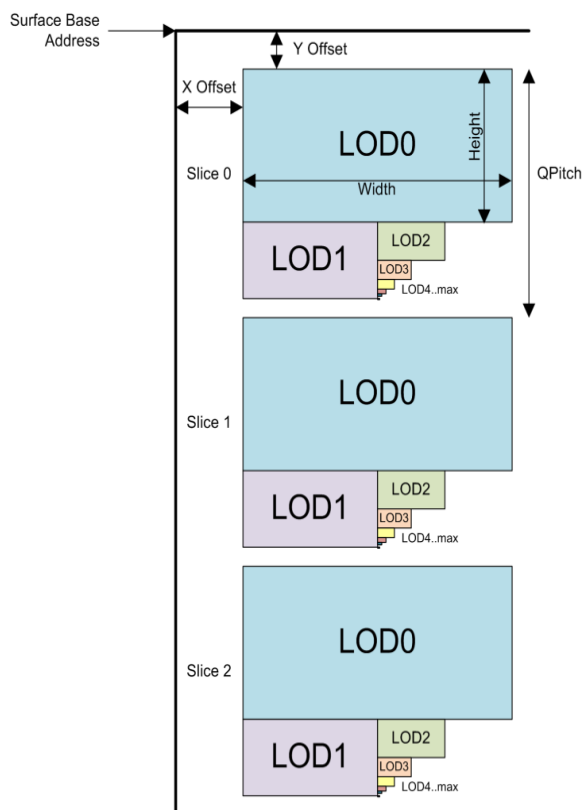 Surface Base
Address
Y Offset
X Offset
LOD0
Height
Slice 0
Width
QPitch
LOD1
LOD2
LOD3
LOD4..max
LOD0
Slice 1
LOD1
LOD2
LOD3
LOD4..max
LOD0
Slice 2
LOD1
LOD2
LOD3
LOD4..max